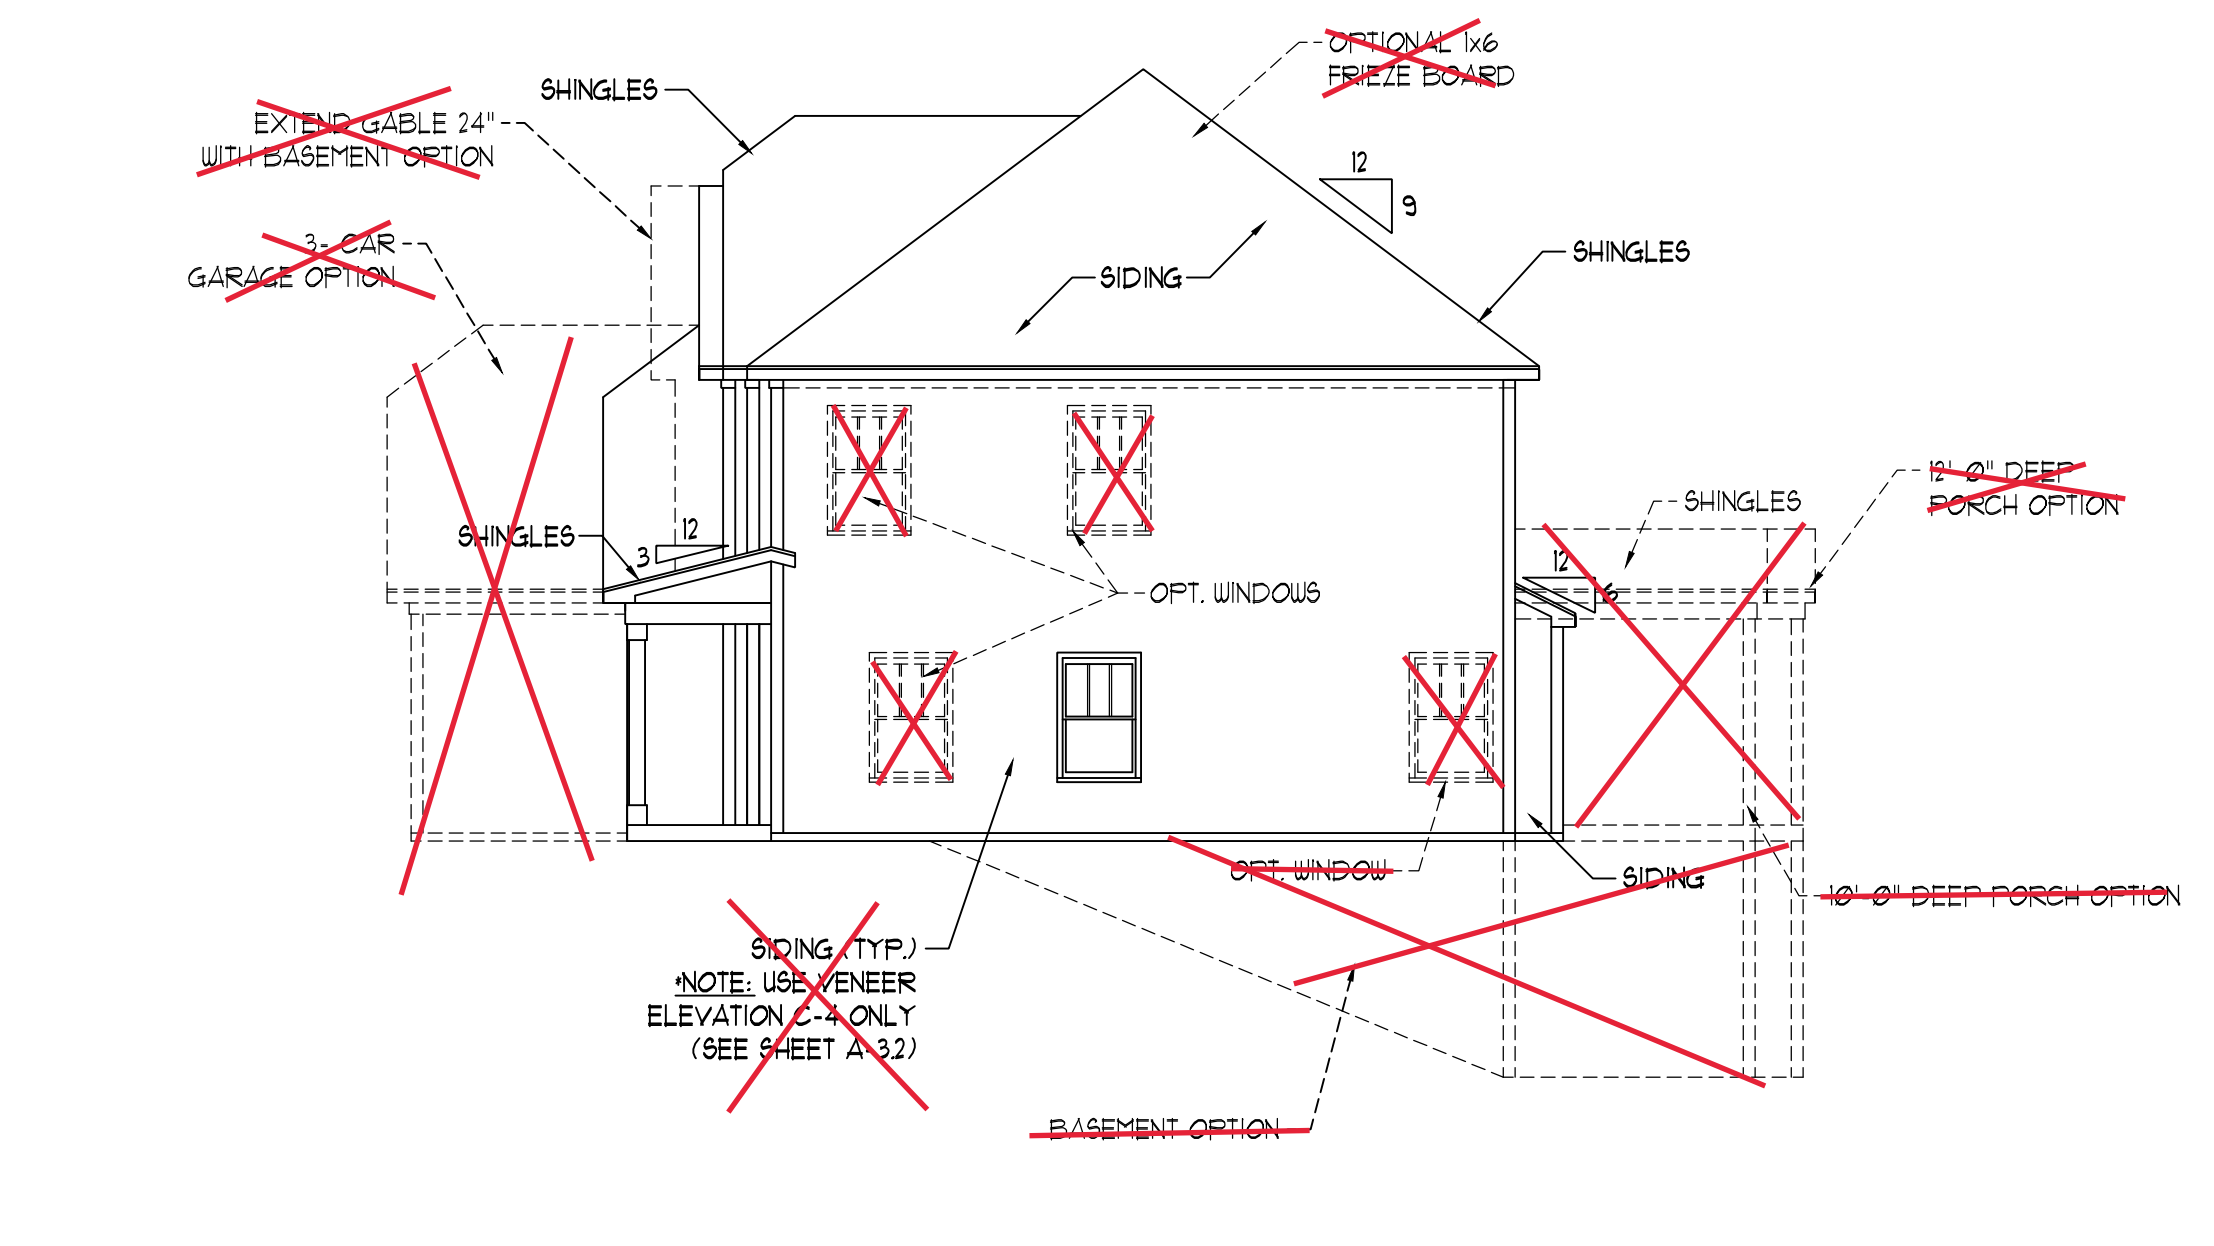 OPTIONAL 1x6
FRIEZE BOARD
SHINGLES
EXTEND GABLE 24"
WITH BASEMENT OPTION
12
9
3- CAR
GARAGE OPTION
SHINGLES
SIDING
12'-0" DEEP
PORCH OPTION
SHINGLES
SHINGLES
12
3
12
6
OPT. WINDOWS
OPT. WINDOW
SIDING
10'-0" DEEP PORCH OPTION
SIDING (TYP.)
*NOTE: USE VENEER
ELEVATION C-4 ONLY
(SEE SHEET A-3.2)
BASEMENT OPTION